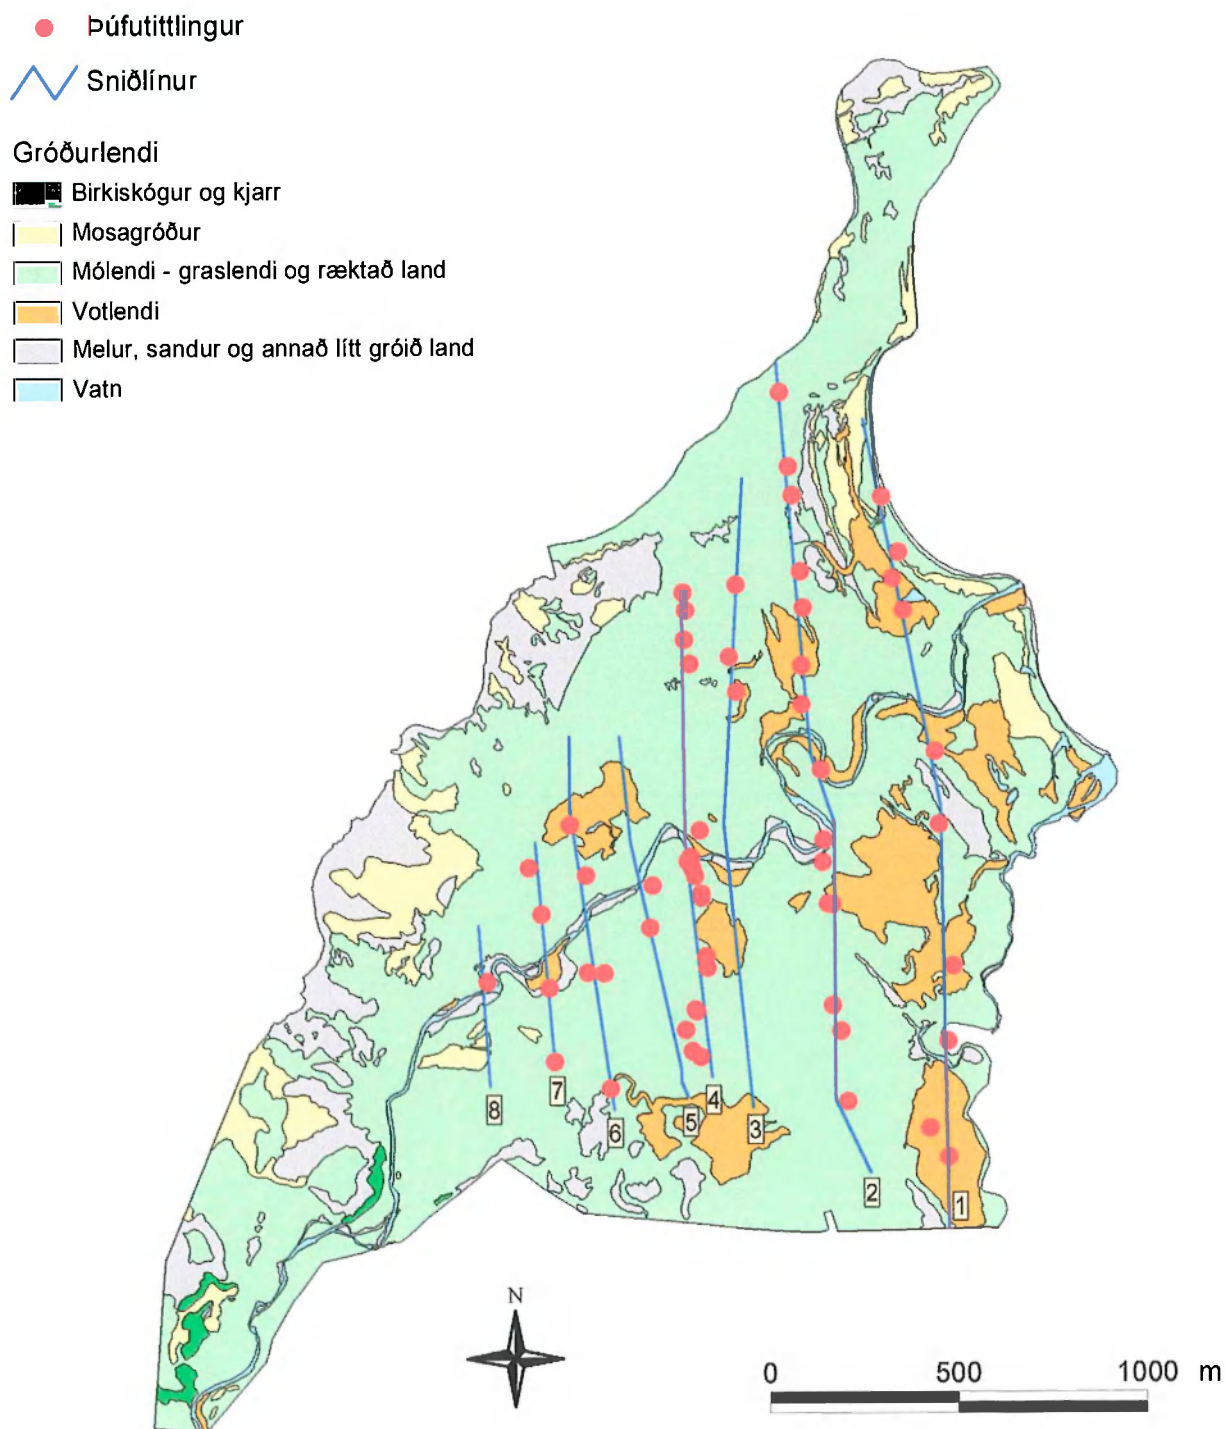 Þúfutittlingur
Sniðlínur
Gróðurlendi
Birkiskógur og kjarr
Mosagróður
Mólendi - graslendi og ræktað land
Votlendi
Melur, sandur og annað lítt gróið land
Vatn
8
7
6
5
4
3
2
1
N
0 500 1000 m